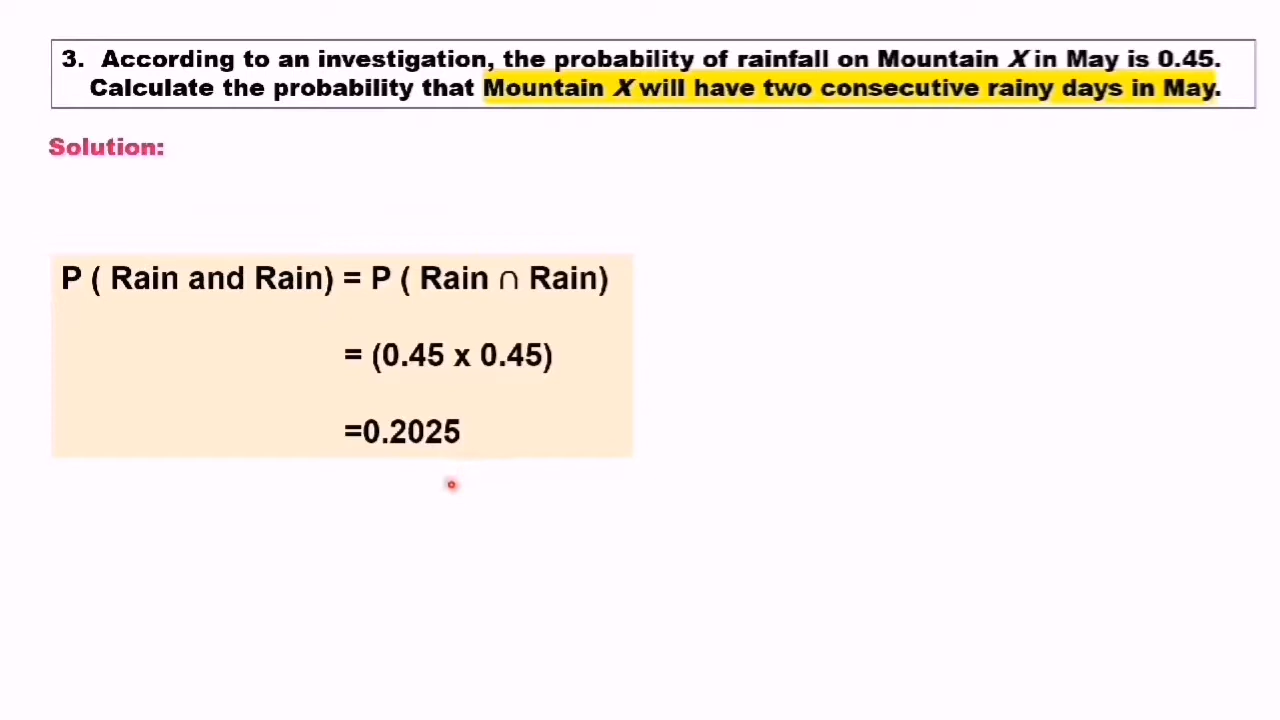 3. According to an investigation, the probability of rainfall on Mountain X in May is 0.45.
Calculate the probability that Mountain X will have two consecutive rainy days in May.
Solution:
P ( Rain and Rain) = P ( Rain ∩ Rain)
= (0.45 x 0.45)
=0.2025